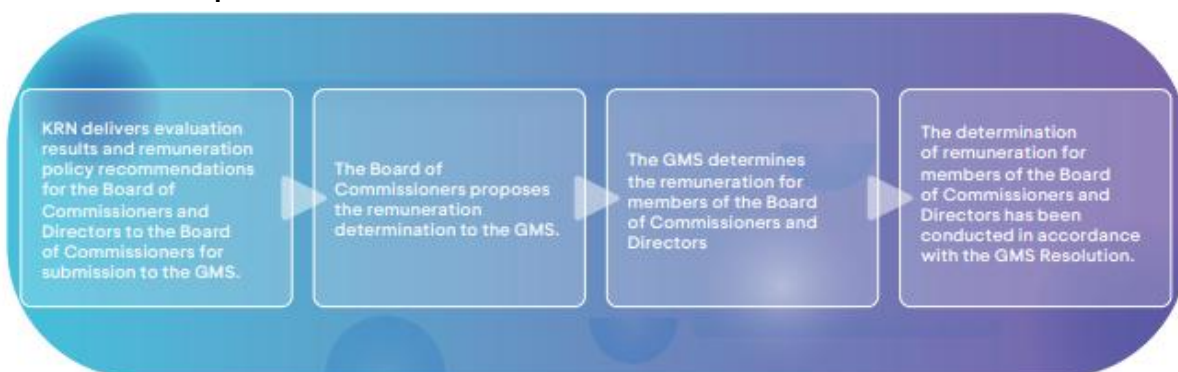 KRN delivers evaluation
results and remuneration
policy recommendations
for the Board of
Commissioners and
Directors to the Board
of Commissioners for
submission to the GMS.
The Board of
Commissioners proposes
the remuneration
determination to the GMS.
The GMS determines
the remuneration for
members of the Board
of Commissioners and
Directors
The determination
of remuneration for
members of the Board
of Commissioners and
Directors has been
conducted in accordance
with the GMS Resolution.